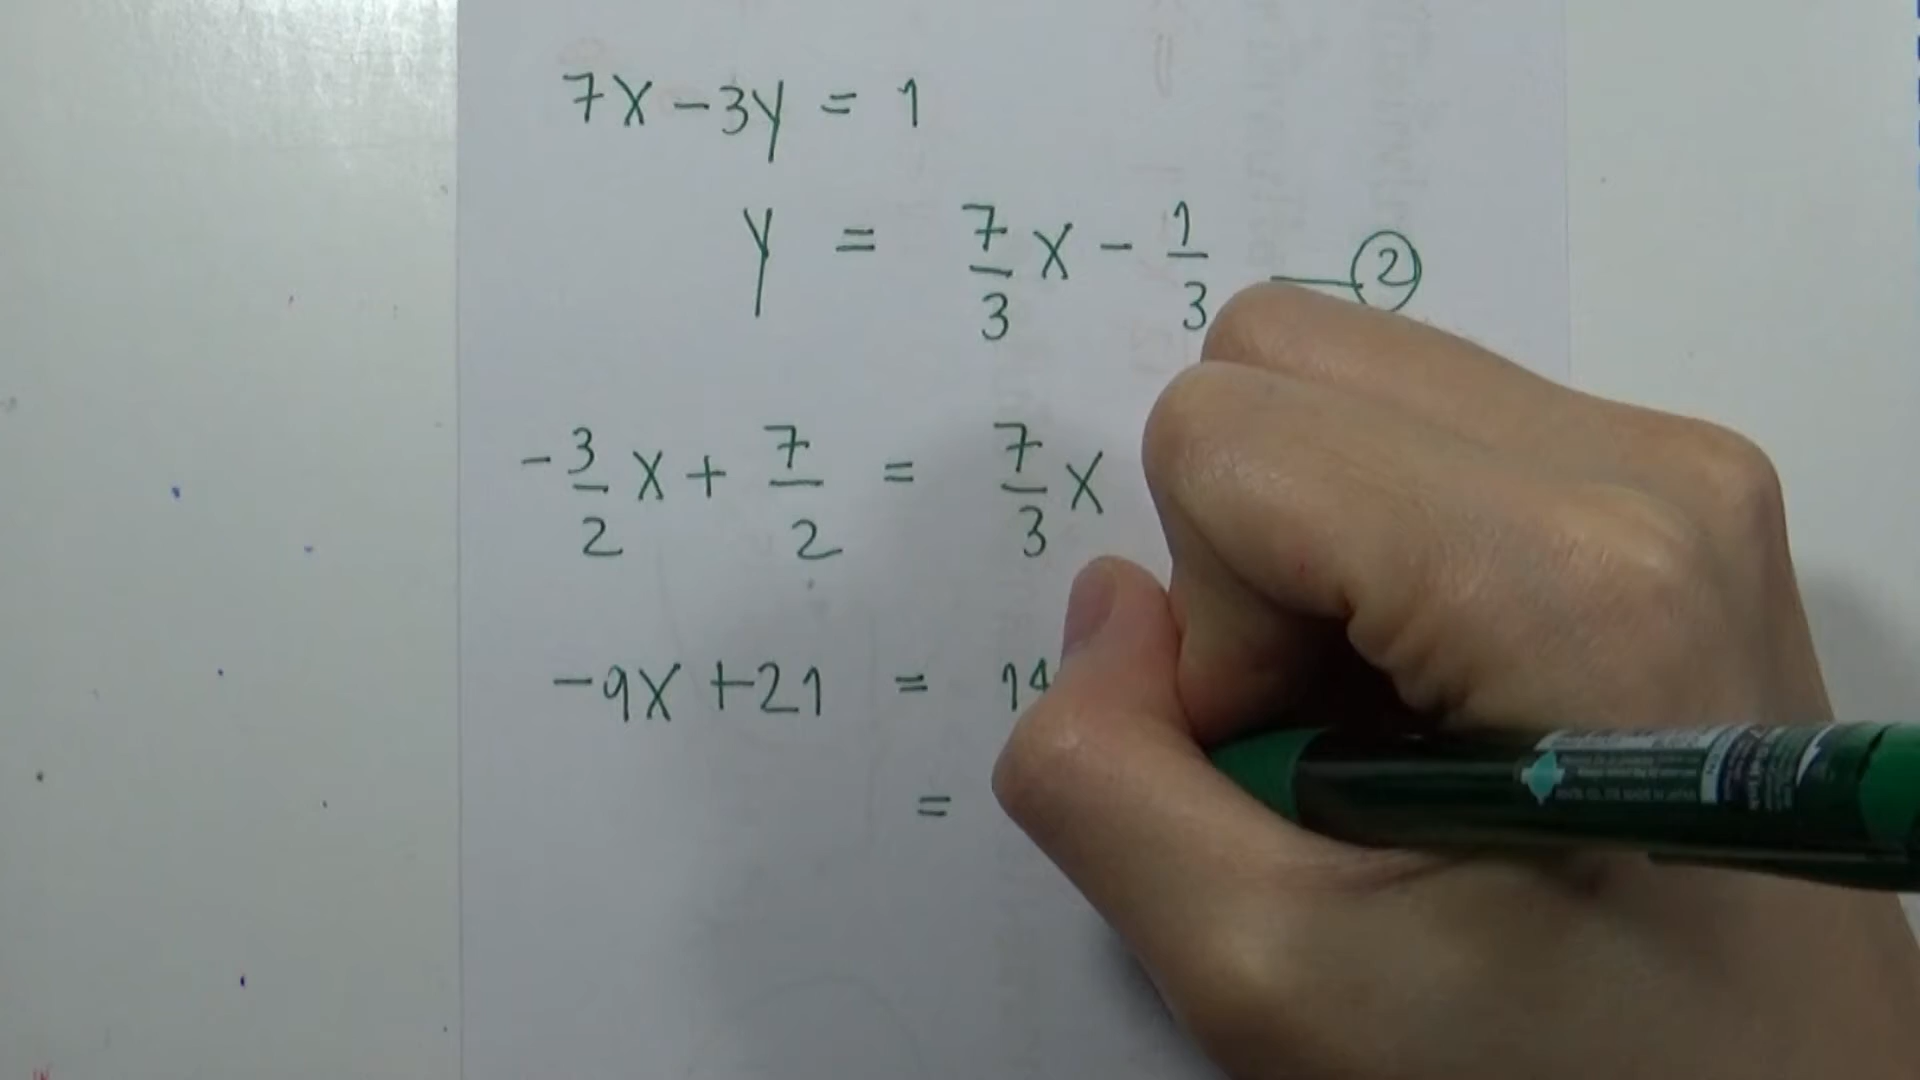 7x - 3y = 1
y = 7/3 x - 1/3 — ②
-3/2 x + 7/2 = 7/3 x
-9x + 21 = 14
=